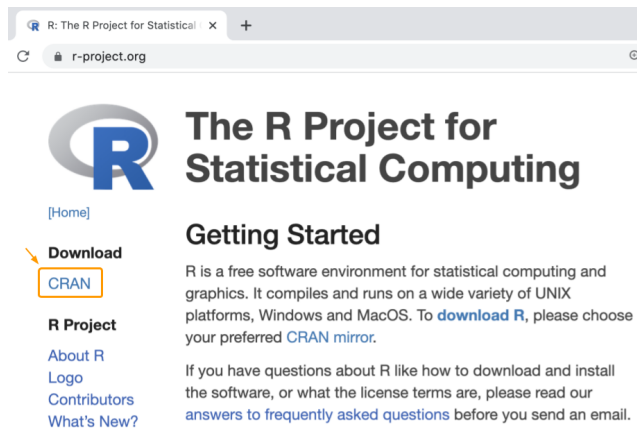 R: The R Project for Statistical
r-project.org
R
The R Project for
Statistical Computing
[Home]
Download
CRAN
R Project
About R
Logo
Contributors
What's New?
Getting Started
R is a free software environment for statistical computing and
graphics. It compiles and runs on a wide variety of UNIX
platforms, Windows and MacOS. To download R, please choose
your preferred CRAN mirror.
If you have questions about R like how to download and install
the software, or what the license terms are, please read our
answers to frequently asked questions before you send an email.